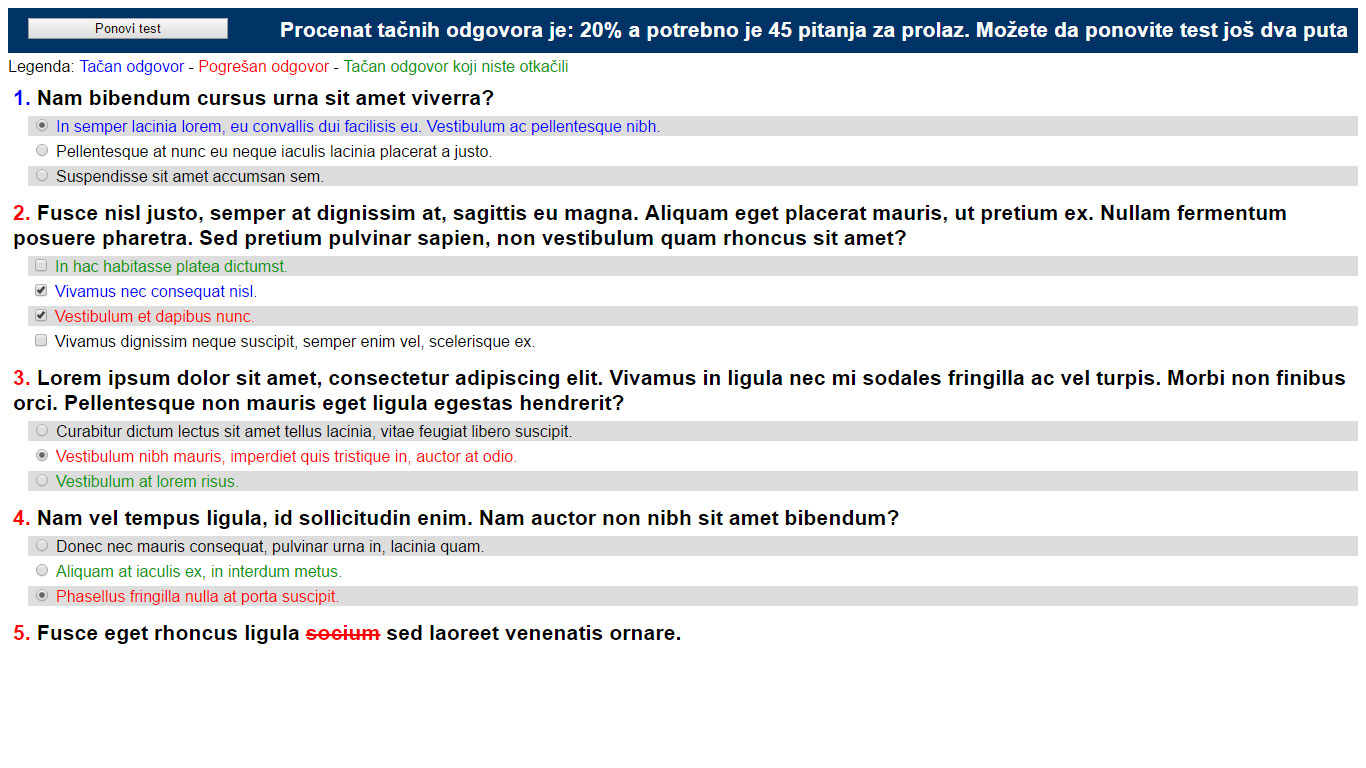 Ponovi test
Procenat tačnih odgovora je: 20% a potrebno je 45 pitanja za prolaz. Možete da ponovite test još dva puta
Legenda: Tačan odgovor - Pogrešan odgovor - Tačan odgovor koji niste otkačili
1. Nam bibendum cursus urna sit amet viverra?
In semper lacinia lorem, eu convallis dui facilisis eu. Vestibulum ac pellentesque nibh.
Pellentesque at nunc eu neque iaculis lacinia placerat a justo.
Suspendisse sit amet accumsan sem.
2. Fusce nisl justo, semper at dignissim at, sagittis eu magna. Aliquam eget placerat mauris, ut pretium ex. Nullam fermentum
posuere pharetra. Sed pretium pulvinar sapien, non vestibulum quam rhoncus sit amet?
In hac habitasse platea dictumst.
Vivamus nec consequat nisl.
Vestibulum et dapibus nunc.
Vivamus dignissim neque suscipit, semper enim vel, scelerisque ex.
3. Lorem ipsum dolor sit amet, consectetur adipiscing elit. Vivamus in ligula nec mi sodales fringilla ac vel turpis. Morbi non finibus
orci. Pellentesque non mauris eget ligula egestas hendrerit?
Curabitur dictum lectus sit amet tellus lacinia, vitae feugiat libero suscipit.
Vestibulum nibh mauris, imperdiet quis tristique in, auctor at odio.
Vestibulum at lorem risus.
4. Nam vel tempus ligula, id sollicitudin enim. Nam auctor non nibh sit amet bibendum?
Donec nec mauris consequat, pulvinar urna in, lacinia quam.
Aliquam at iaculis ex, in interdum metus.
Phasellus fringilla nulla at porta suscipit.
5. Fusce eget rhoncus ligula socium sed laoreet venenatis ornare.